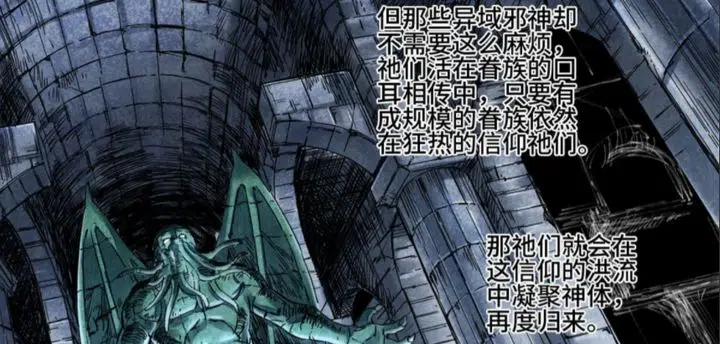 但那些异域邪神却
不需要这么麻烦，
祂们活在眷族的口
耳相传中，只要有
成规模的眷族依然
在狂热的信仰祂们。
那祂们就会在
这信仰的洪流
中凝聚神体，
再度归来。